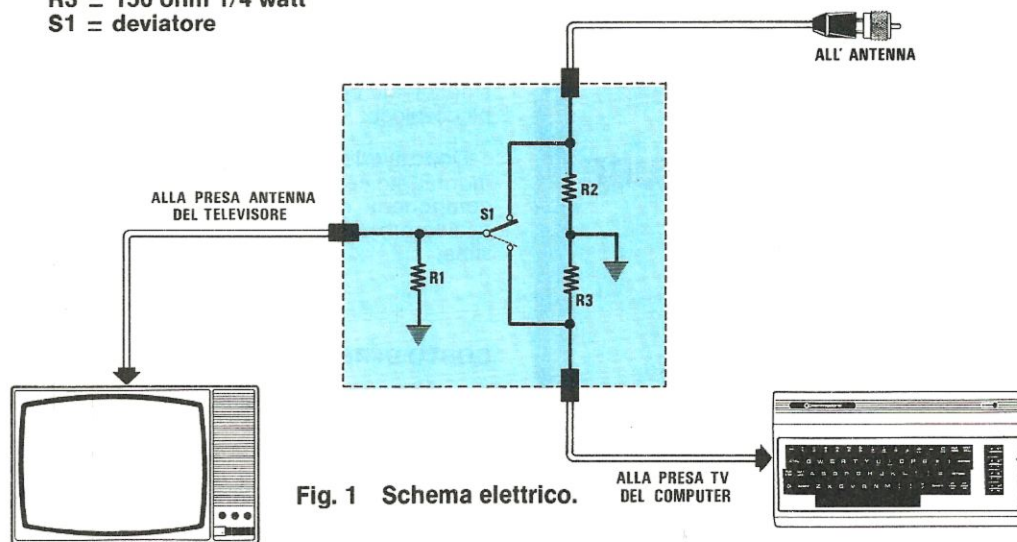 R3 = 150 ohm 1/4 watt
S1 = deviatore
ALL' ANTENNA
ALLA PRESA ANTENNA
DEL TELEVISORE
S1
R2
R1
R3
Fig. 1 Schema elettrico.
ALLA PRESA TV
DEL COMPUTER